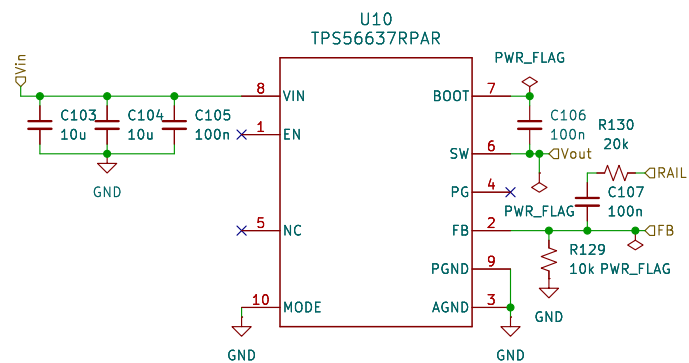 U10
TPS56637RPAR
Vin
PWR_FLAG
8
VIN
BOOT
7
C103
10u
C104
10u
C105
100n
C106
100n
1
EN
R130
20k
SW
6
Vout
RAIL
GND
PG
4
PWR_FLAG
C107
100n
5
NC
FB
2
FB
R129
10k
PWR_FLAG
PGND
9
10
MODE
AGND
3
GND
GND
GND